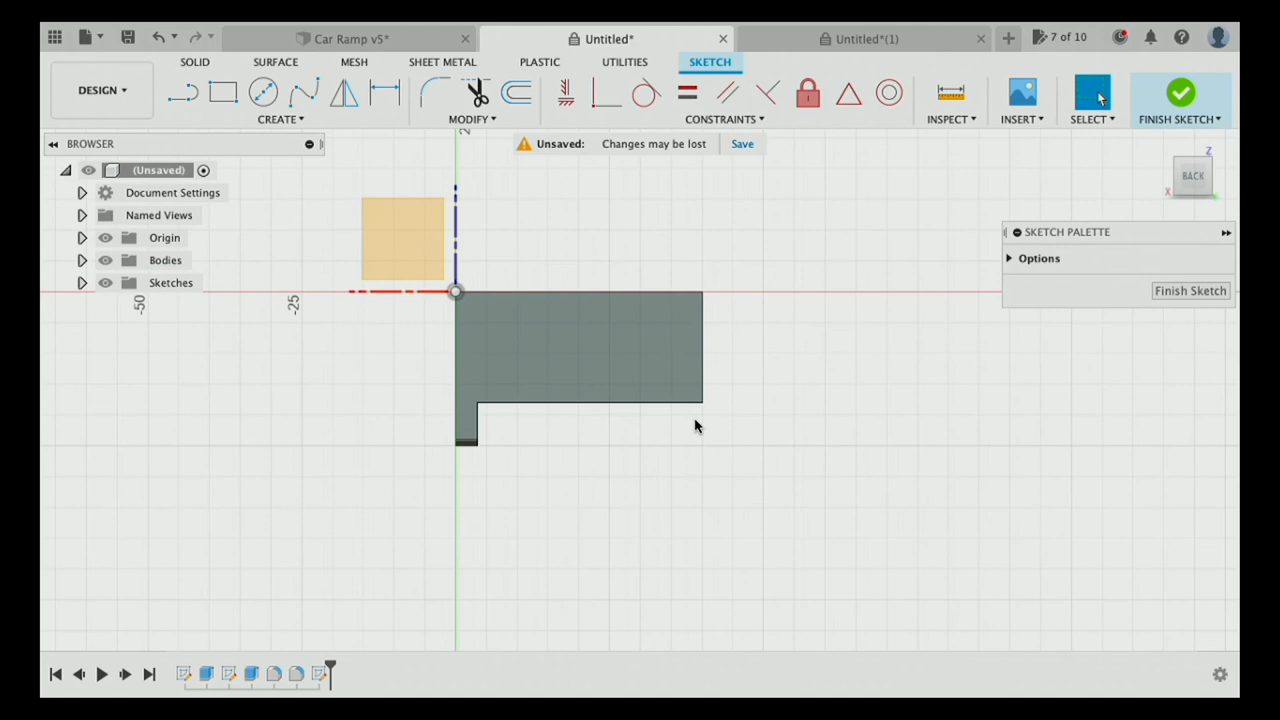 Car Ramp v5*
Untitled*
Untitled*(1)
7 of 10
DESIGN
SOLID
SURFACE
MESH
SHEET METAL
PLASTIC
UTILITIES
SKETCH
CREATE
MODIFY
CONSTRAINTS
INSPECT
INSERT
SELECT
FINISH SKETCH
BROWSER
Unsaved: Changes may be lost
Save
(Unsaved)
Document Settings
Named Views
Origin
Bodies
Sketches
-50
-25
2
Z
BACK
X
SKETCH PALETTE
Options
Finish Sketch